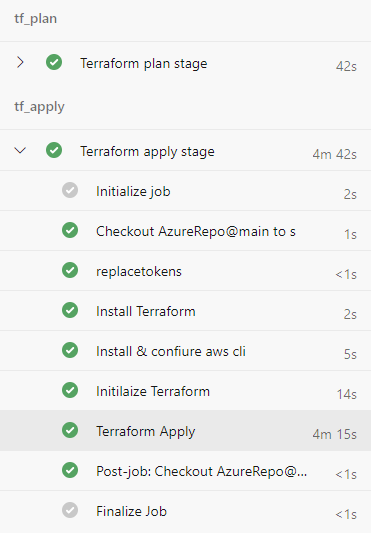 tf_plan
Terraform plan stage 42s
tf_apply
Terraform apply stage 4m 42s
Initialize job 2s
Checkout AzureRepo@main to s 1s
replacetokens <1s
Install Terraform 2s
Install & confiure aws cli 5s
Initilaize Terraform 14s
Terraform Apply 4m 15s
Post-job: Checkout AzureRepo@... <1s
Finalize Job <1s